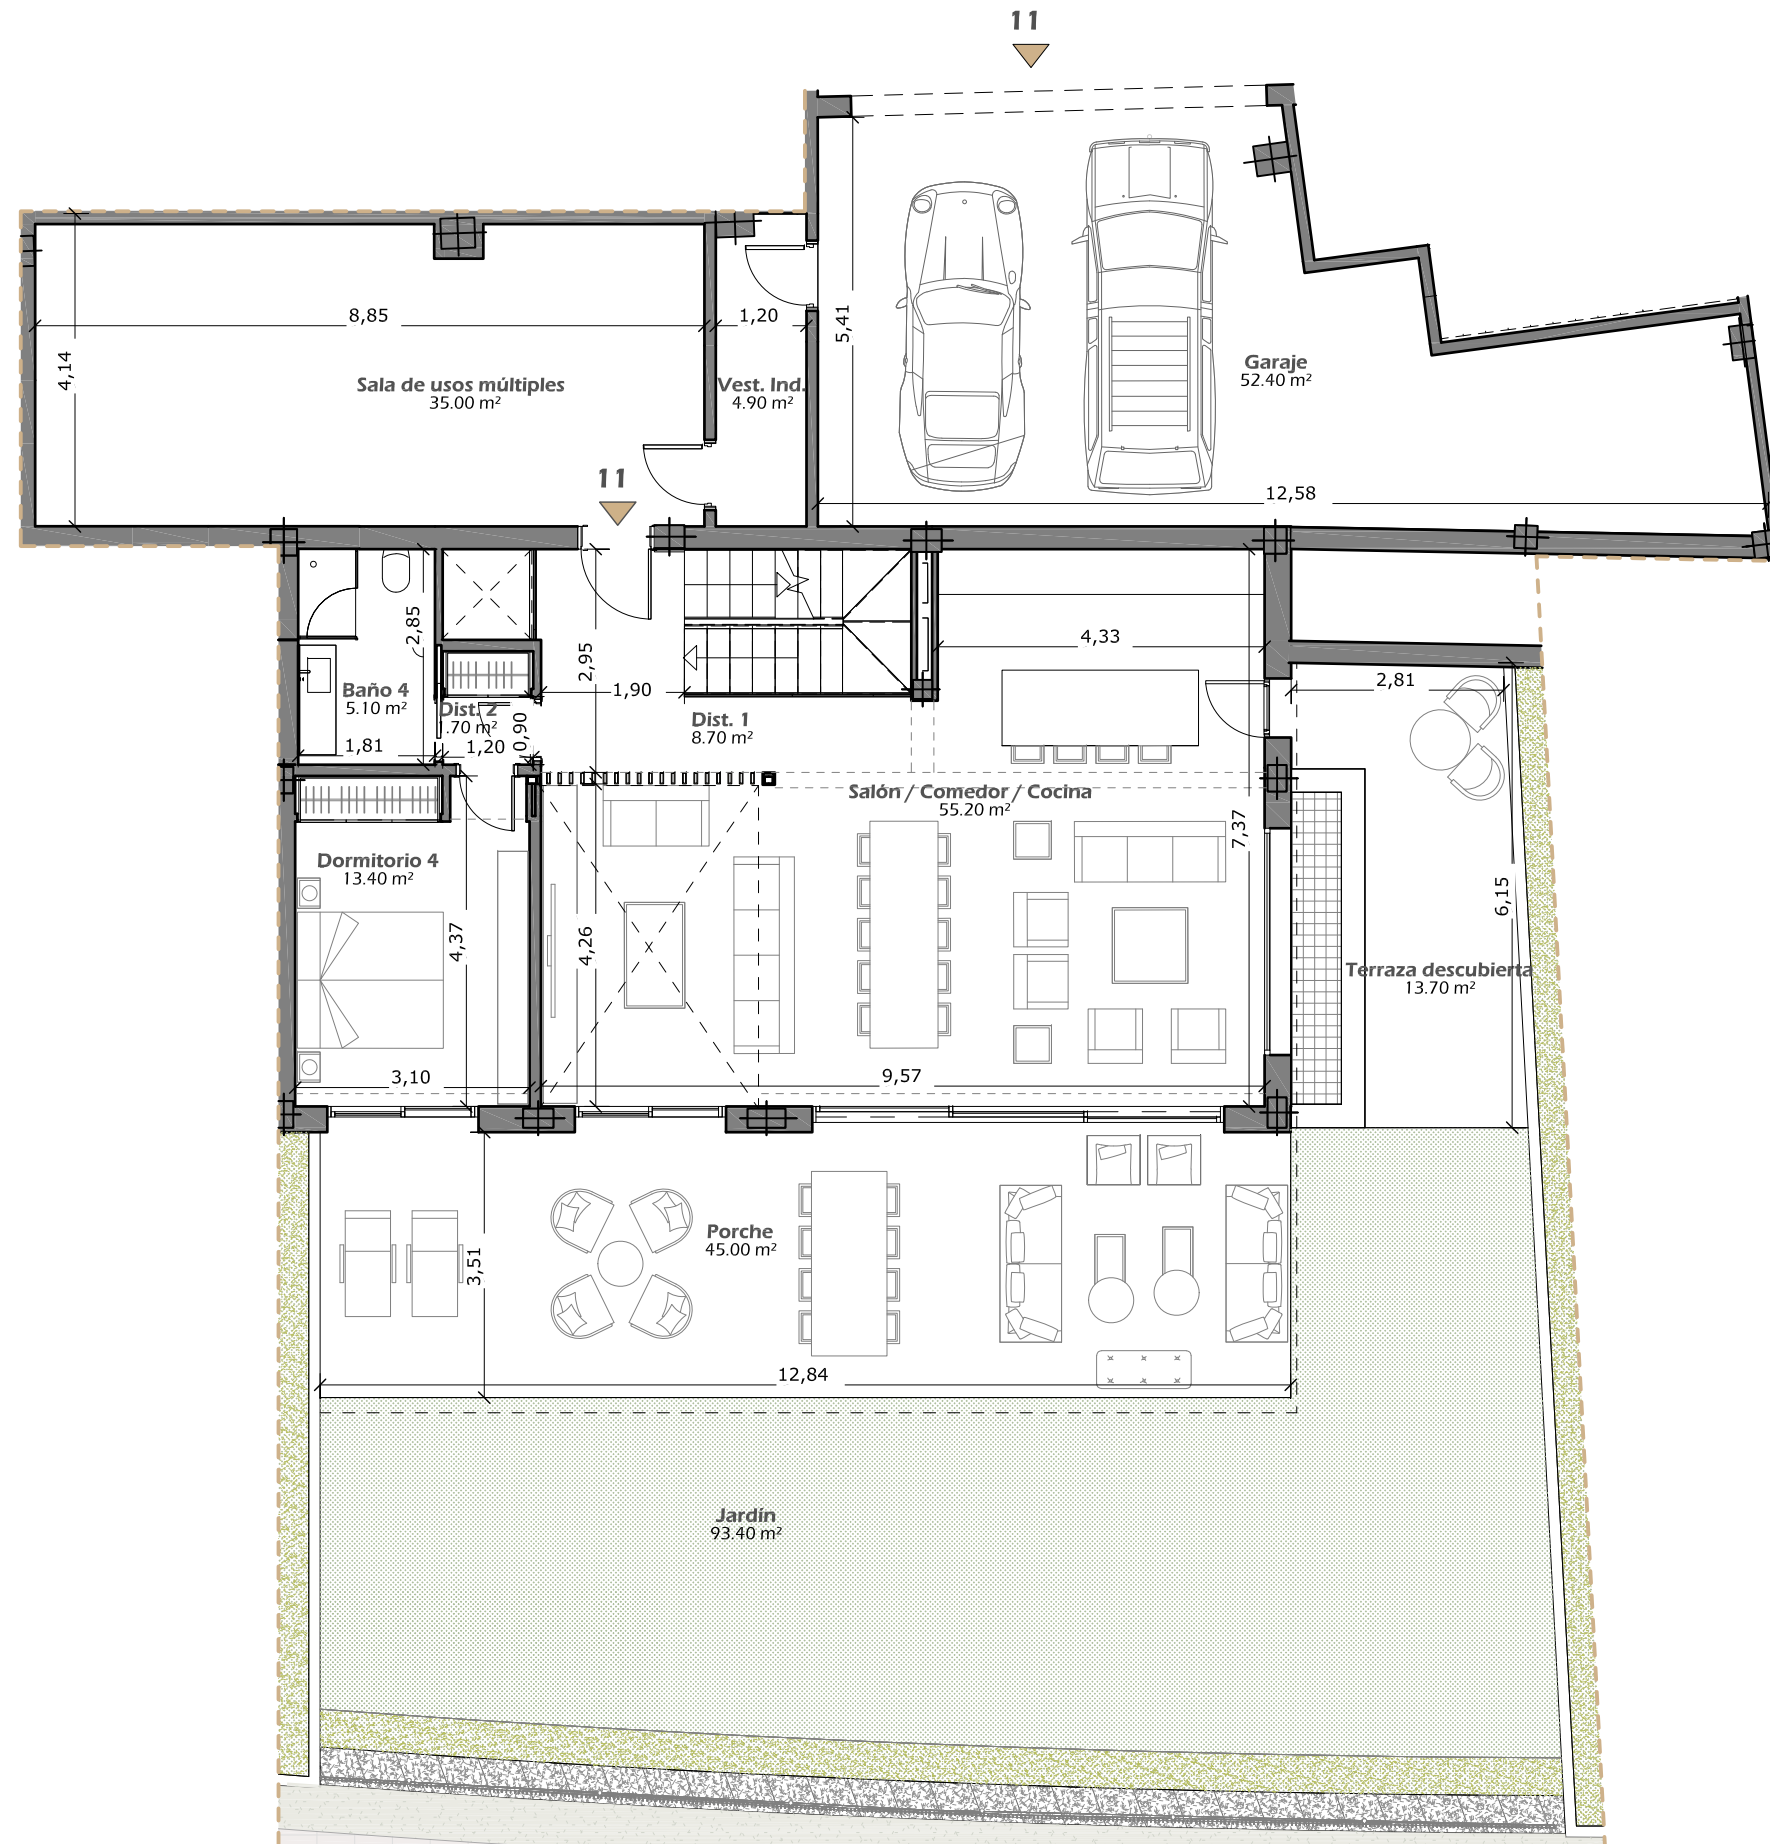 11
8,85
1,20
4,14
5,41
Sala de usos múltiples
35.00 m²
Vest. Ind.
4.90 m²
Garaje
52.40 m²
11
12,58
2,85
2,95
4,33
1,90
2,81
Baño 4
5.10 m²
Dist. 2
1.70 m²
0,90
Dist. 1
8.70 m²
1,81
1,20
Salón / Comedor / Cocina
55.20 m²
7,37
Dormitorio 4
13.40 m²
6,15
4,37
4,26
Terraza descubierta
13.70 m²
3,10
9,57
Porche
45.00 m²
3,51
12,84
Jardín
93.40 m²